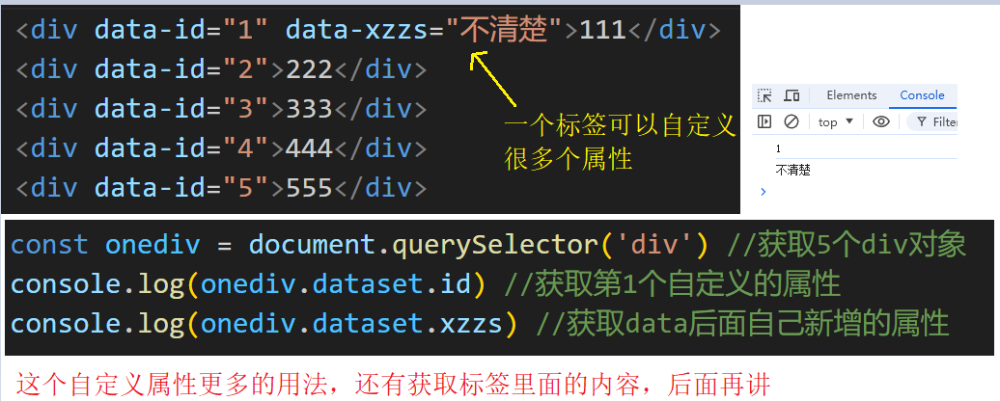 <div data-id="1" data-xzzs="不清楚">111</div>
<div data-id="2">222</div>
<div data-id="3">333</div>
<div data-id="4">444</div>
<div data-id="5">555</div>
一个标签可以自定义
很多个属性
Elements Console
top Filter
1
不清楚
const onediv = document.querySelector('div') //获取5个div对象
console.log(onediv.dataset.id) //获取第1个自定义的属性
console.log(onediv.dataset.xzzs) //获取data后面自己新增的属性
这个自定义属性更多的用法，还有获取标签里面的内容，后面再讲